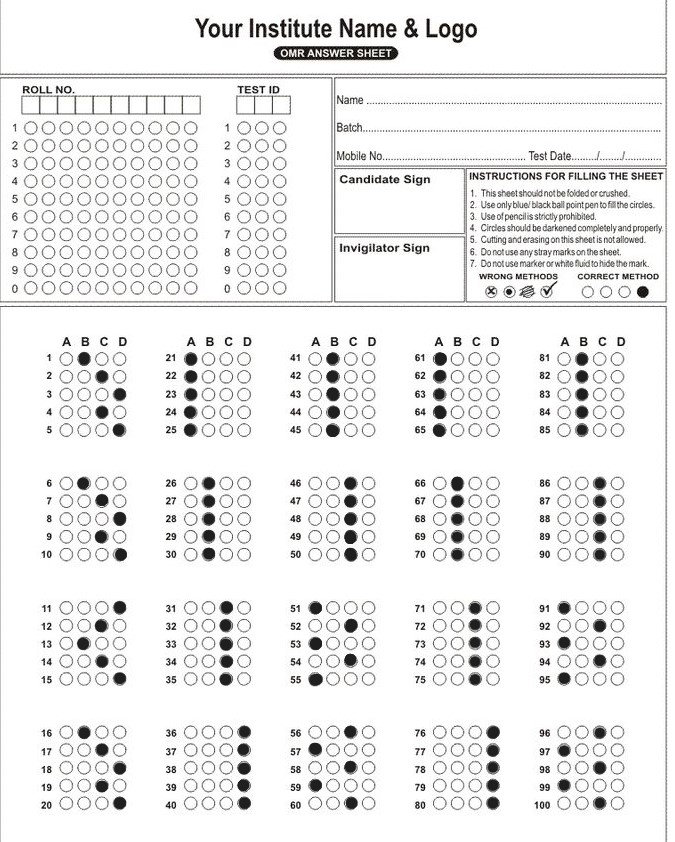 Your Institute Name & Logo
OMR ANSWER SHEET
ROLL NO.
TEST ID
1 1
2 2
3 3
4 4
5 5
6 6
7 7
8 8
9 9
0 0
Name ....................................................................................................
Batch....................................................................................................
Mobile No.................................................. Test Date........./......../.............
Candidate Sign
Invigilator Sign
INSTRUCTIONS FOR FILLING THE SHEET
1. This sheet should not be folded or crushed.
2. Use only blue/ black ball point pen to fill the circles.
3. Use of pencil is strictly prohibited.
4. Circles should be darkened completely and properly.
5. Cutting and erasing on this sheet is not allowed.
6. Do not use any stray marks on the sheet.
7. Do not use marker or white fluid to hide the mark.
WRONG METHODS CORRECT METHOD
A B C D A B C D A B C D A B C D A B C D
1 21 41 61 81
2 22 42 62 82
3 23 43 63 83
4 24 44 64 84
5 25 45 65 85
6 26 46 66 86
7 27 47 67 87
8 28 48 68 88
9 29 49 69 89
10 30 50 70 90
11 31 51 71 91
12 32 52 72 92
13 33 53 73 93
14 34 54 74 94
15 35 55 75 95
16 36 56 76 96
17 37 57 77 97
18 38 58 78 98
19 39 59 79 99
20 40 60 80 100